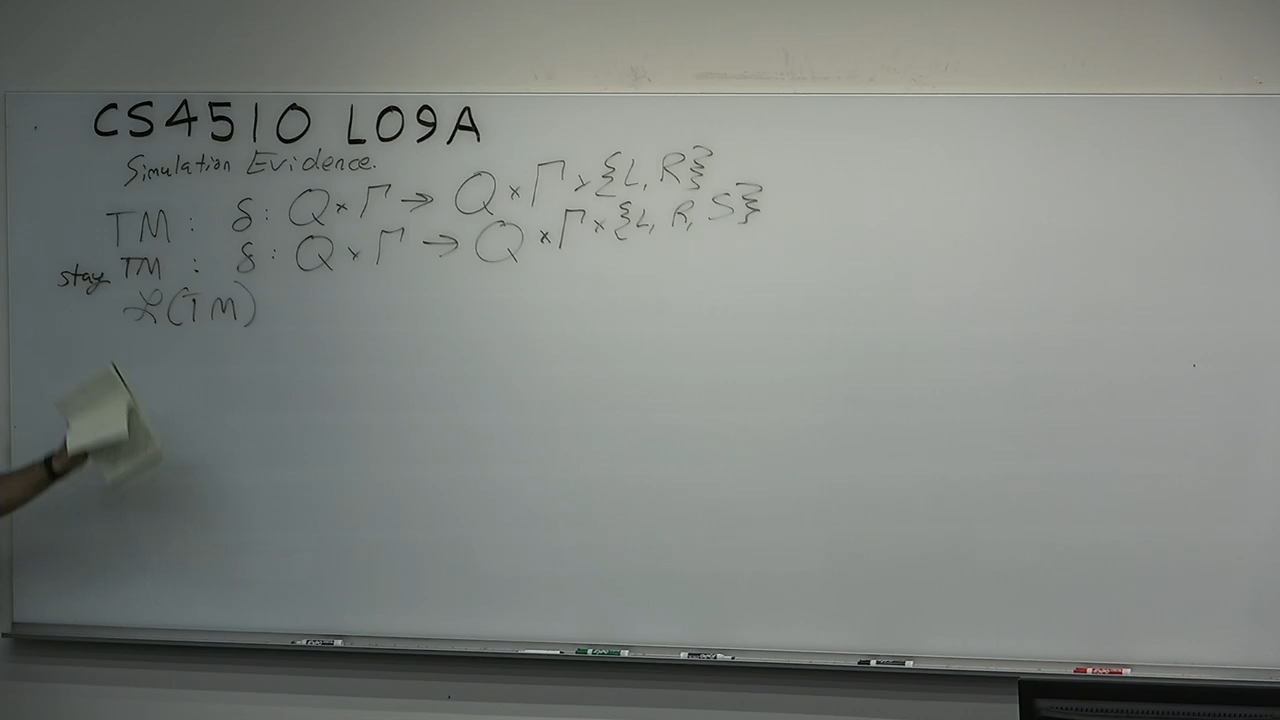 CS4510 L09A
Simulation Evidence.
TM : δ: Q × Γ → Q × Γ × {L, R}
stay TM : δ: Q × Γ → Q × Γ × {L, R, S}
ℒ(TM)